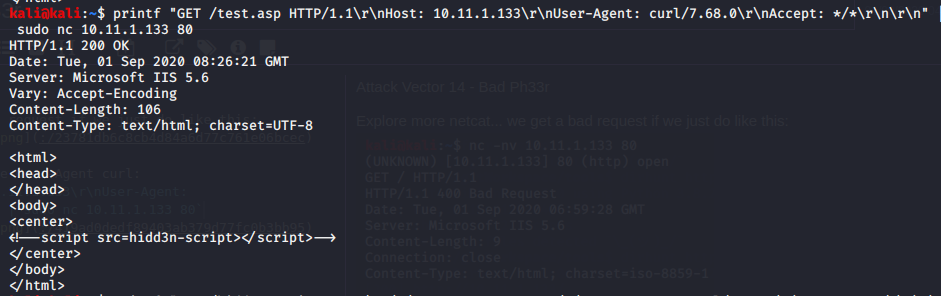 kali@kali:~$ printf "GET /test.asp HTTP/1.1\r\nHost: 10.11.1.133\r\nUser-Agent: curl/7.68.0\r\nAccept: */*\r\n\r\n" |
sudo nc 10.11.1.133 80
HTTP/1.1 200 OK
Date: Tue, 01 Sep 2020 08:26:21 GMT
Server: Microsoft IIS 5.6
Vary: Accept-Encoding
Content-Length: 106
Content-Type: text/html; charset=UTF-8
<html>
<head>
</head>
<body>
<center>
<!--script src=hidd3n-script></script>-->
</center>
</body>
</html>
Attack Vector 14 - Bad Ph33r
Explore more netcat... we get a bad request if we just do like this
:~$ nc -nv 10.11.1.133 80
(UNKNOWN) [10.11.1.133] 80 (http) open
GET / HTTP/1.1
HTTP/1.1 400 Bad Request
Date: Tue, 01 Sep 2020 06:59:28 GMT
Server: Microsoft IIS 5.6
Content-Length: 9
Connection: close
Content-Type: text/html; charset=iso-8859-1